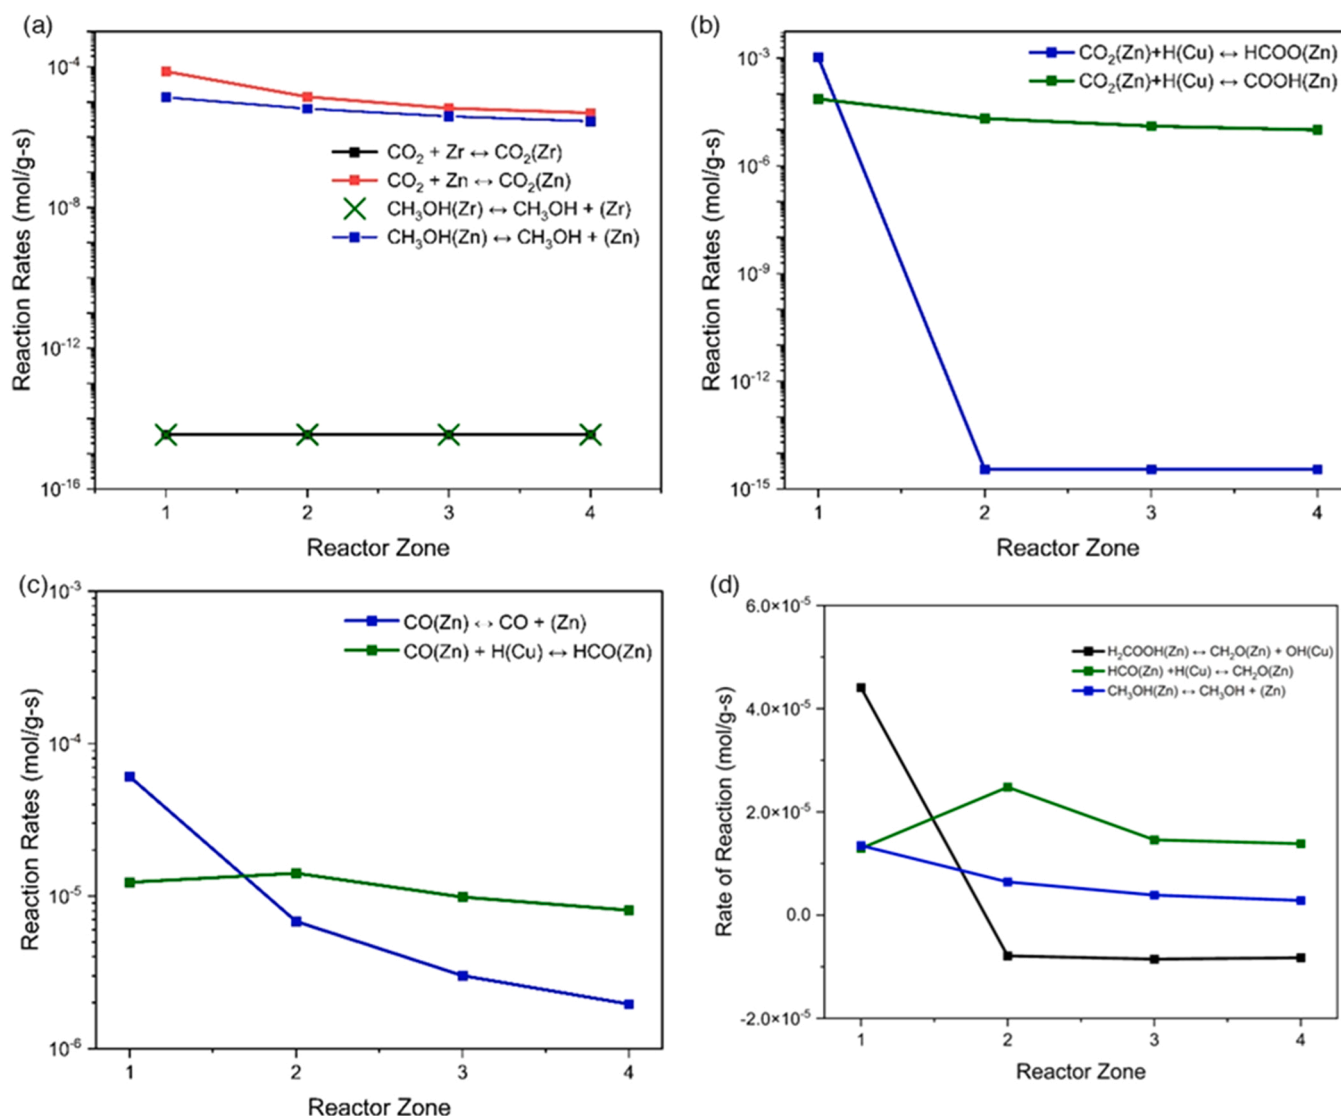 (a)
10⁻⁴
10⁻⁸
10⁻¹²
10⁻¹⁶
Reaction Rates (mol/g-s)
CO₂ + Zr ↔ CO₂(Zr)
CO₂ + Zn ↔ CO₂(Zn)
CH₃OH(Zr) ↔ CH₃OH + (Zr)
CH₃OH(Zn) ↔ CH₃OH + (Zn)
1 2 3 4
Reactor Zone
(b)
10⁻³
10⁻⁶
10⁻⁹
10⁻¹²
10⁻¹⁵
Reaction Rates (mol/g-s)
CO₂(Zn)+H(Cu) ↔ HCOO(Zn)
CO₂(Zn)+H(Cu) ↔ COOH(Zn)
1 2 3 4
Reactor Zone
(c)
10⁻³
10⁻⁴
10⁻⁵
10⁻⁶
Reaction Rates (mol/g-s)
CO(Zn) ↔ CO + (Zn)
CO(Zn) + H(Cu) ↔ HCO(Zn)
1 2 3 4
Reactor Zone
(d)
6.0×10⁻⁵
4.0×10⁻⁵
2.0×10⁻⁵
0.0
-2.0×10⁻⁵
Rate of Reaction (mol/g-s)
H₂COOH(Zn) ↔ CH₂O(Zn) + OH(Cu)
HCO(Zn) +H(Cu) ↔ CH₂O(Zn)
CH₃OH(Zn) ↔ CH₃OH + (Zn)
1 2 3 4
Reactor Zone